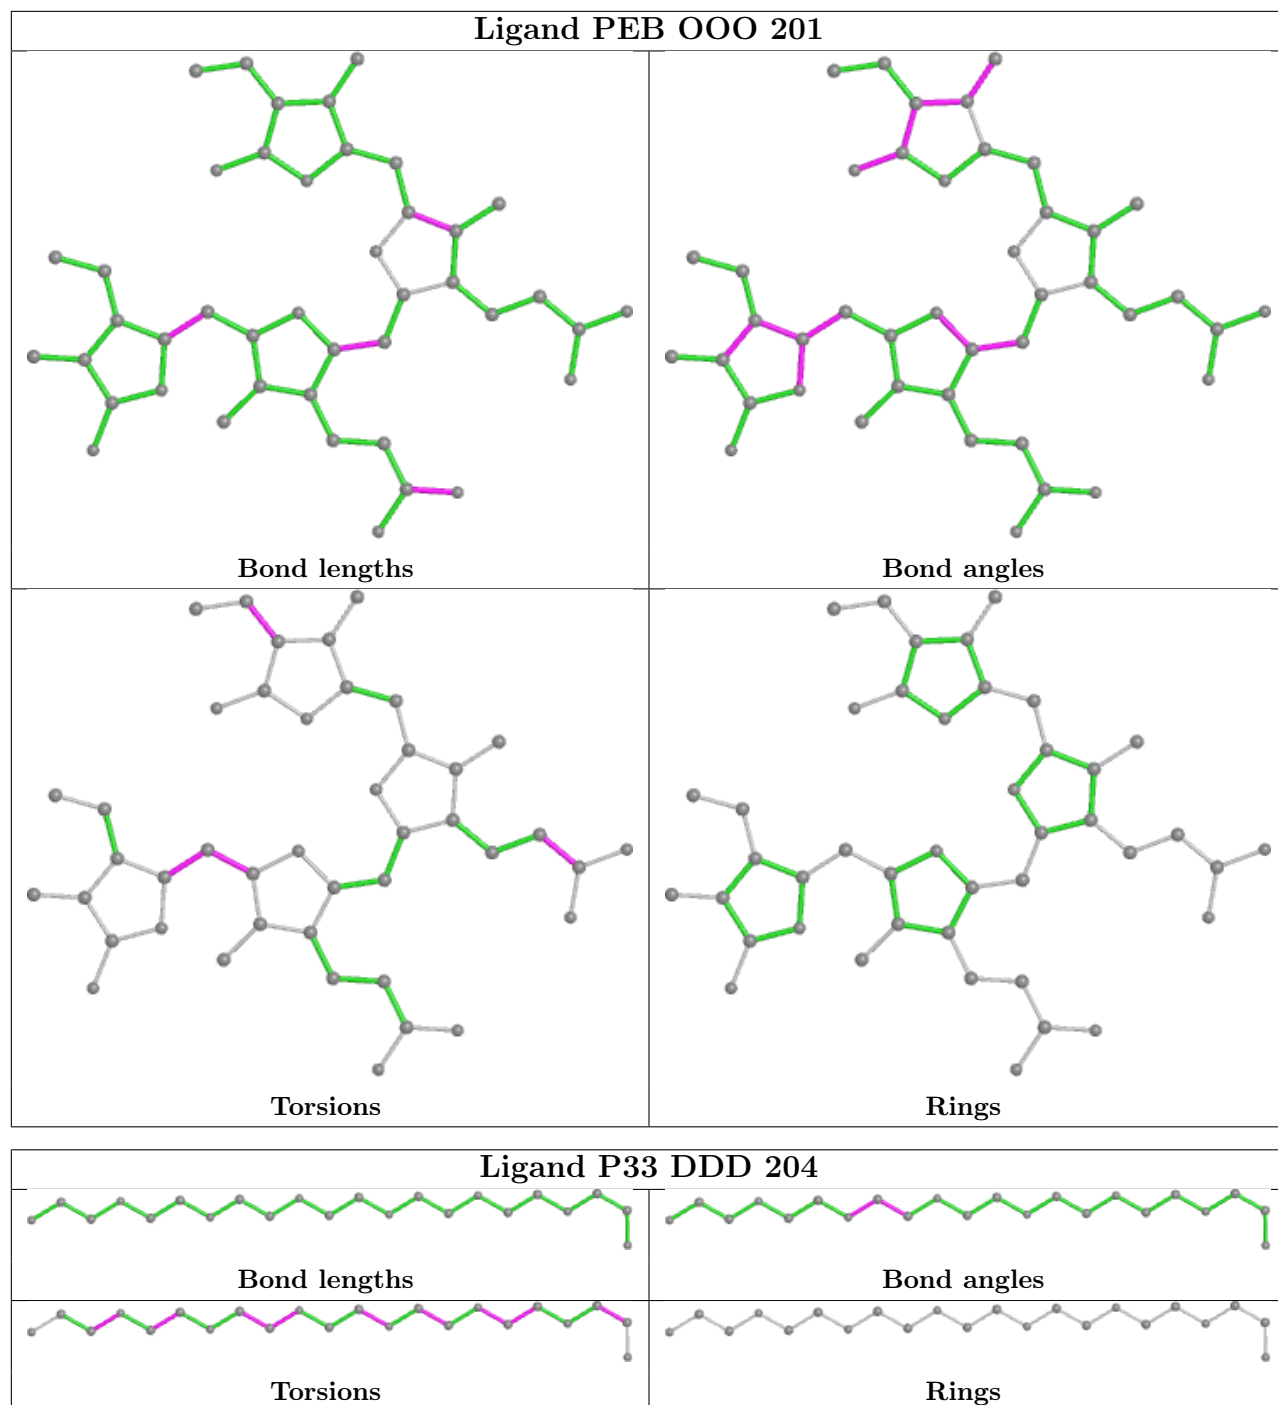 Ligand PEB OOO 201
Bond lengths
Bond angles
Torsions
Rings
Ligand P33 DDD 204
Bond lengths
Bond angles
Torsions
Rings